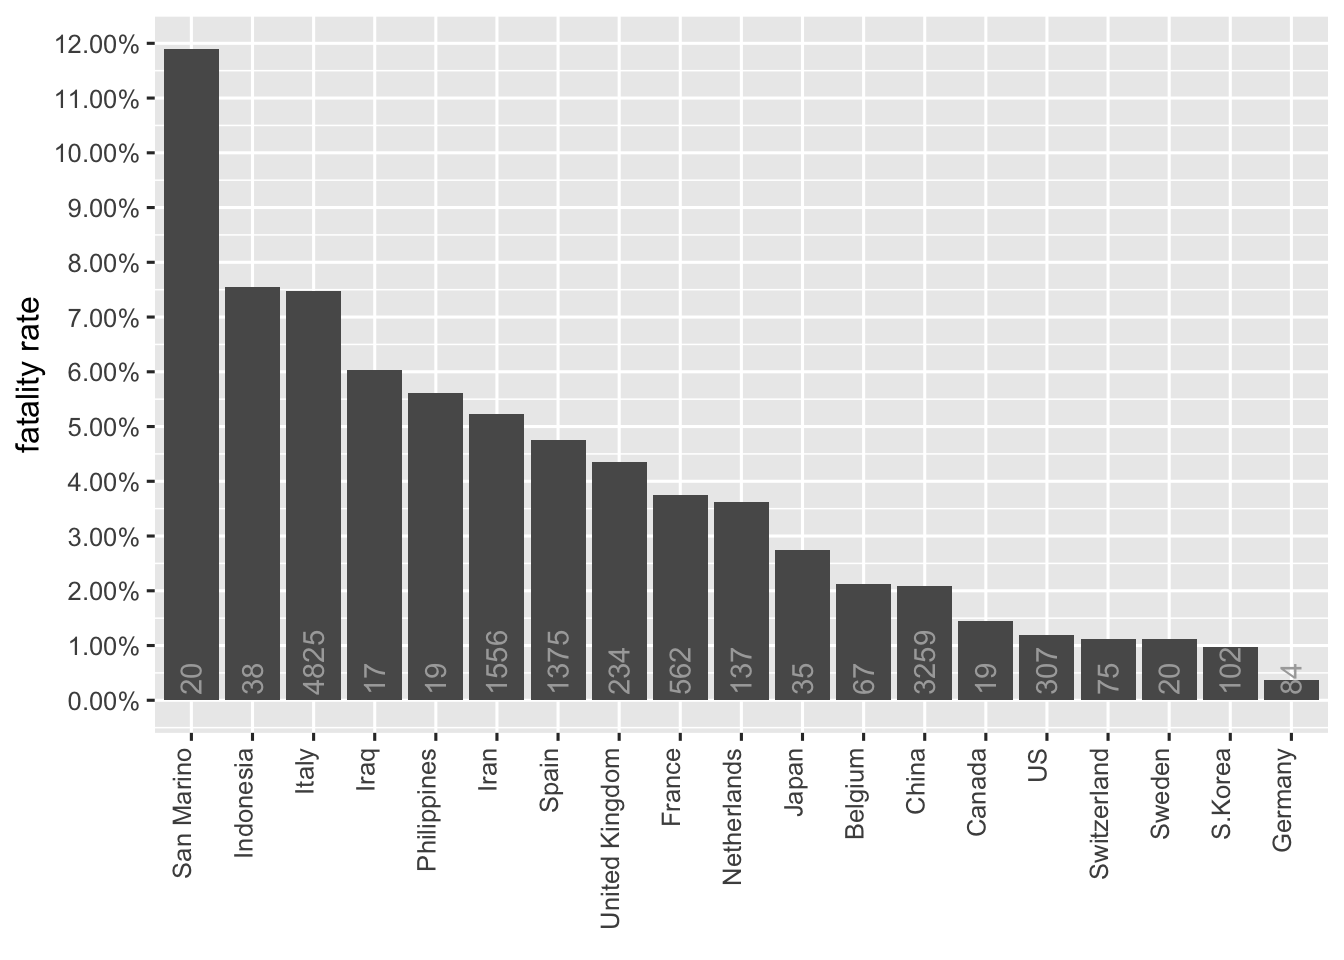 12.00%
11.00%
10.00%
9.00%
8.00%
7.00%
6.00%
5.00%
4.00%
3.00%
2.00%
1.00%
0.00%
fatality rate
20
38
4825
17
19
1556
1375
234
562
137
35
67
3259
19
307
75
20
102
84
San Marino
Indonesia
Italy
Iraq
Philippines
Iran
Spain
United Kingdom
France
Netherlands
Japan
Belgium
China
Canada
US
Switzerland
Sweden
S.Korea
Germany